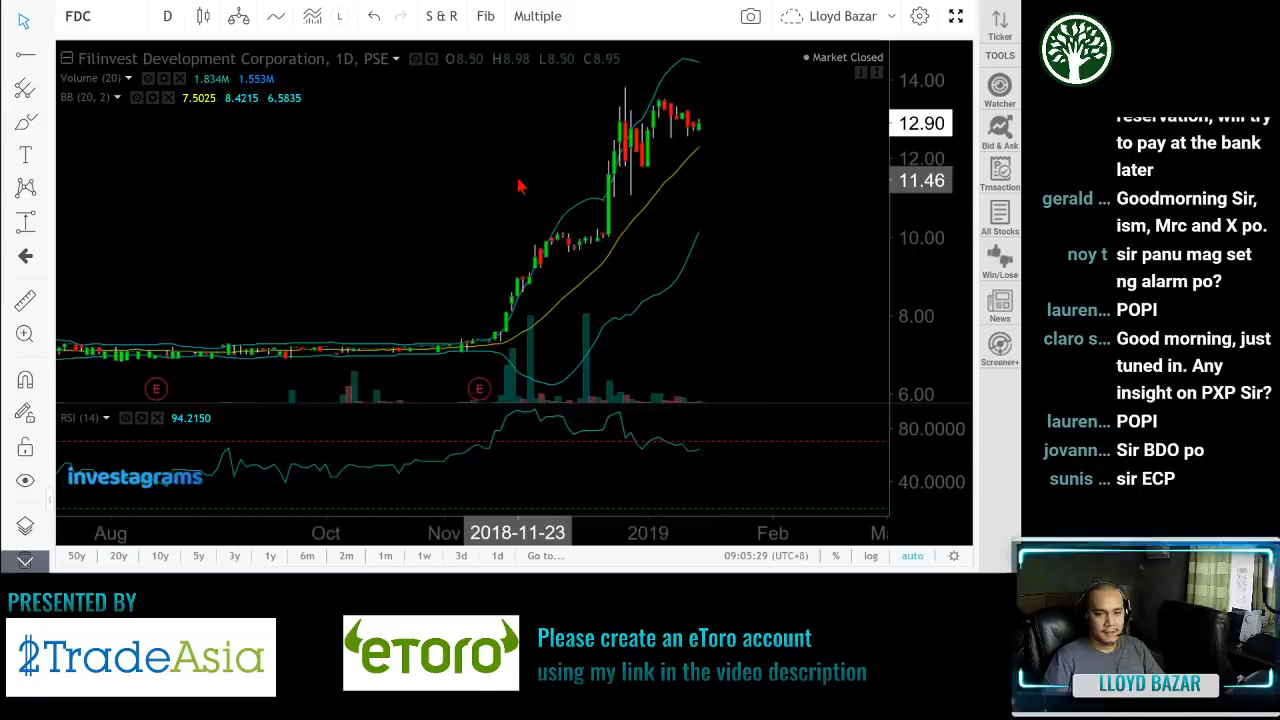 FDC
D
L
S & R
Fib
Multiple
Lloyd Bazar
Filinvest Development Corporation, 1D, PSE
O8.50 H8.98 L8.50 C8.95
Market Closed
Volume (20)
1.834M 1.553M
BB (20, 2)
7.5025 8.4215 6.5835
14.00
12.90
12.00
11.46
10.00
8.00
6.00
E
E
RSI (14)
94.2150
80.0000
40.0000
investagrams
Aug
Oct
Nov
2018-11-23
2019
Feb
50y
20y
10y
5y
3y
1y
6m
2m
1m
1w
3d
1d
Go to...
09:05:29 (UTC+8)
%
log
auto
Ticker
TOOLS
Watcher
Bid & Ask
Trnsaction
All Stocks
Win/Lose
News
Screener+
reservation, will try
to pay at the bank
later
gerald ... Goodmorning Sir,
ism, Mrc and X po.
noy t sir panu mag set
ng alarm po?
lauren... POPI
claro s... Good morning, just
tuned in. Any
insight on PXP Sir?
lauren... POPI
jovann... Sir BDO po
sunis ... sir ECP
PRESENTED BY
2TradeAsia
eToro
Please create an eToro account
using my link in the video description
LLOYD BAZAR